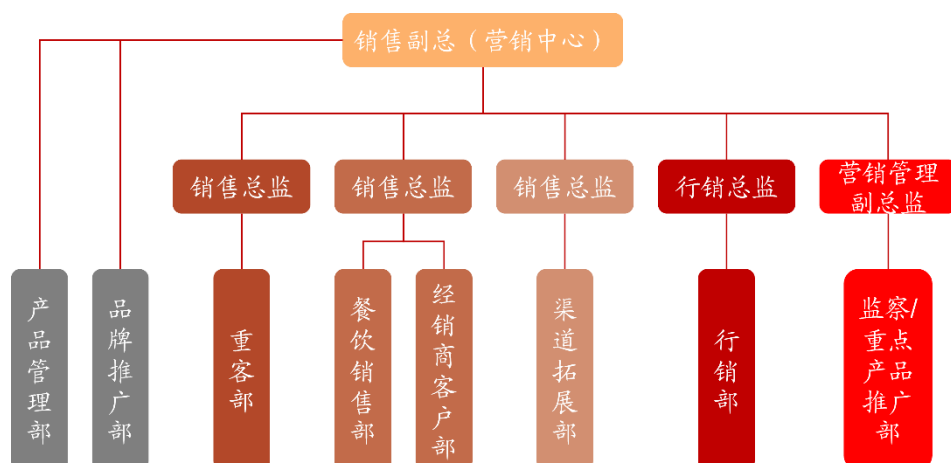 销售副总（营销中心）
销售总监
销售总监
销售总监
行销总监
营销管理
副总监
产品管理部
品牌推广部
重客部
餐饮销售部
经销商客户部
渠道拓展部
行销部
监察/
重点
产品
推广
部